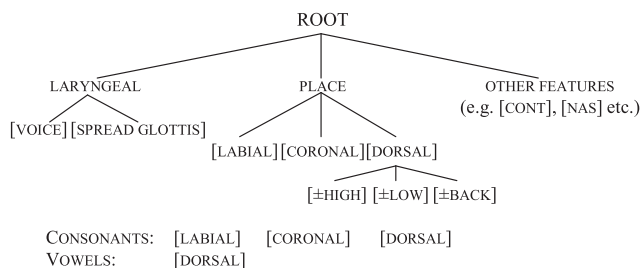 ROOT
LARYNGEAL PLACE OTHER FEATURES
(e.g. [CONT], [NAS] etc.)
[VOICE] [SPREAD GLOTTIS]
[LABIAL] [CORONAL] [DORSAL]
[±HIGH] [±LOW] [±BACK]
CONSONANTS: [LABIAL] [CORONAL] [DORSAL]
VOWELS: [DORSAL]